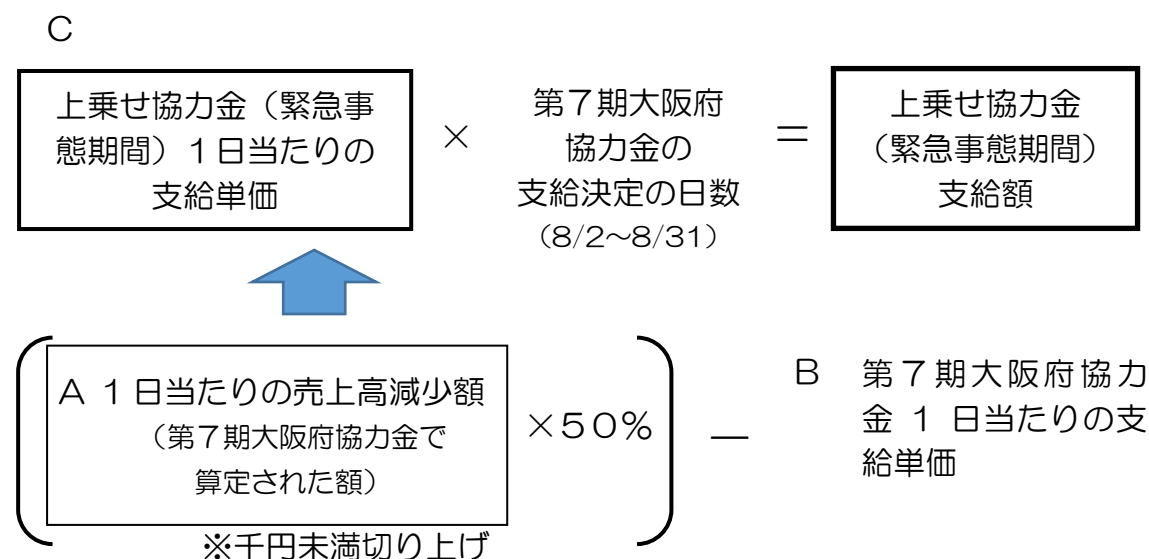 C
上乗せ協力金（緊急事
態期間）１日当たりの
支給単価
×
第７期大阪府
協力金の
支給決定の日数
（8/2～8/31）
＝
上乗せ協力金
（緊急事態期間）
支給額
A １日当たりの売上高減少額
（第７期大阪府協力金で
算定された額）
※千円未満切り上げ
×５０％
－
B
第７期大阪府協力
金 １ 日当たりの支
給単価